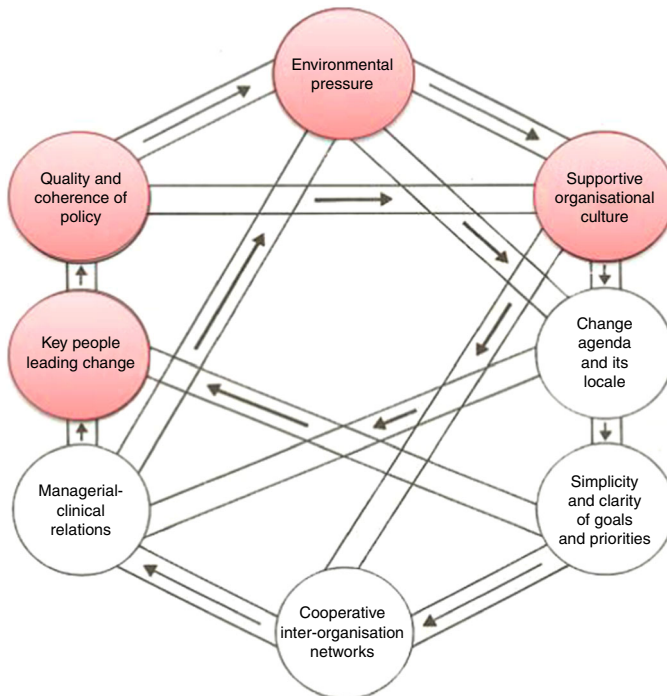 Environmental
pressure
Quality and
coherence of
policy
Supportive
organisational
culture
Key people
leading change
Change
agenda
and its
locale
Managerial-
clinical
relations
Simplicity
and clarity
of goals
and priorities
Cooperative
inter-organisation
networks